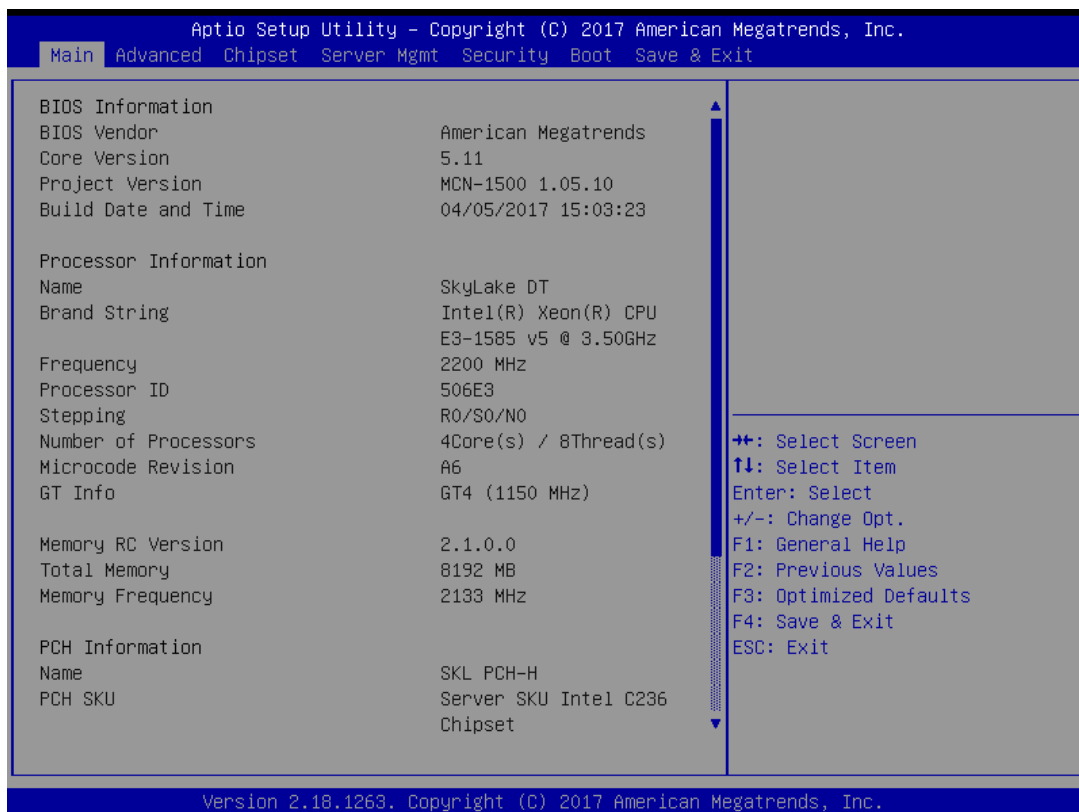 Aptio Setup Utility – Copyright (C) 2017 American Megatrends, Inc.
Main Advanced Chipset Server Mgmt Security Boot Save & Exit
BIOS Information
BIOS Vendor American Megatrends
Core Version 5.11
Project Version MCN-1500 1.05.10
Build Date and Time 04/05/2017 15:03:23
Processor Information
Name SkyLake DT
Brand String Intel(R) Xeon(R) CPU
E3-1585 v5 @ 3.50GHz
Frequency 2200 MHz
Processor ID 506E3
Stepping R0/S0/N0
Number of Processors 4Core(s) / 8Thread(s)
Microcode Revision A6
GT Info GT4 (1150 MHz)
Memory RC Version 2.1.0.0
Total Memory 8192 MB
Memory Frequency 2133 MHz
PCH Information
Name SKL PCH-H
PCH SKU Server SKU Intel C236
Chipset
→←: Select Screen
↑↓: Select Item
Enter: Select
+/-: Change Opt.
F1: General Help
F2: Previous Values
F3: Optimized Defaults
F4: Save & Exit
ESC: Exit
Version 2.18.1263. Copyright (C) 2017 American Megatrends, Inc.